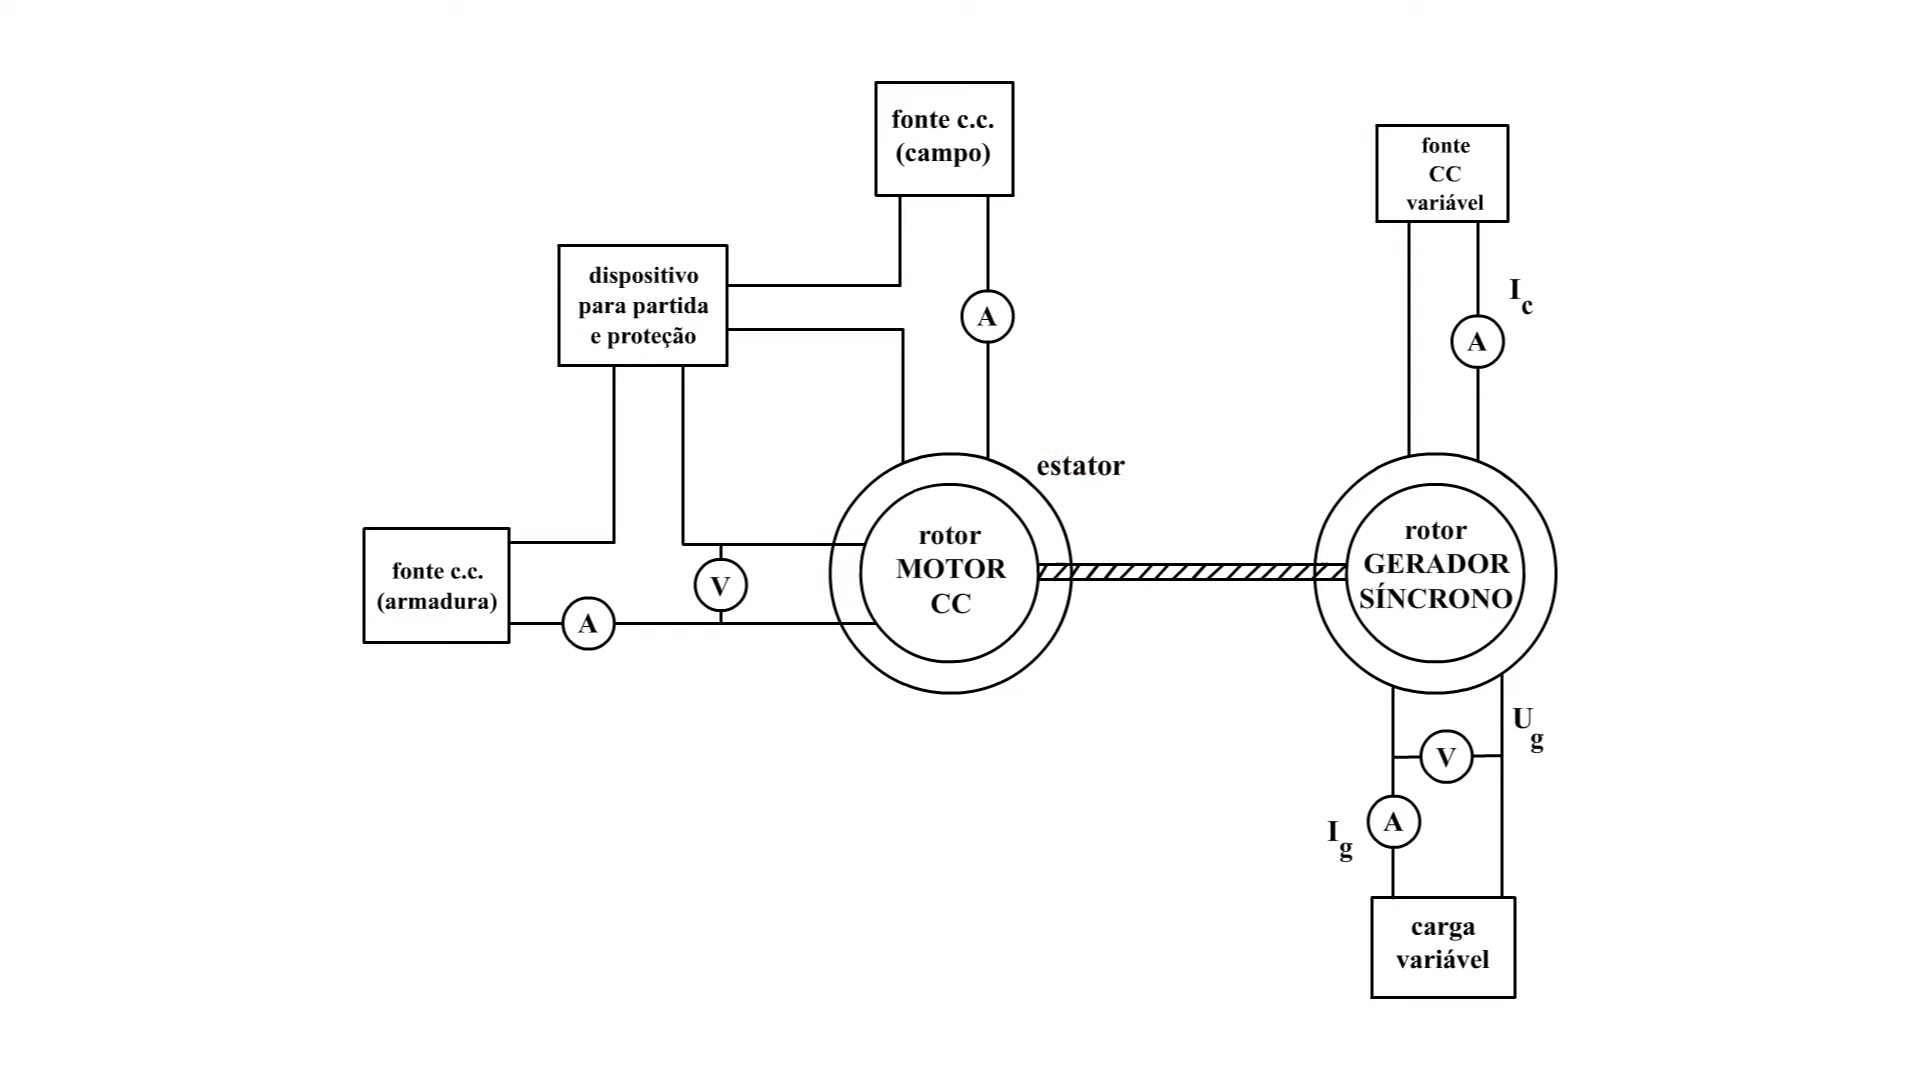 fonte c.c.
(campo)
fonte
CC
variável
dispositivo
para partida
e proteção
A
I
c
A
estator
fonte c.c.
(armadura)
A
V
rotor
MOTOR
CC
rotor
GERADOR
SÍNCRONO
U
g
V
I
g
A
carga
variável